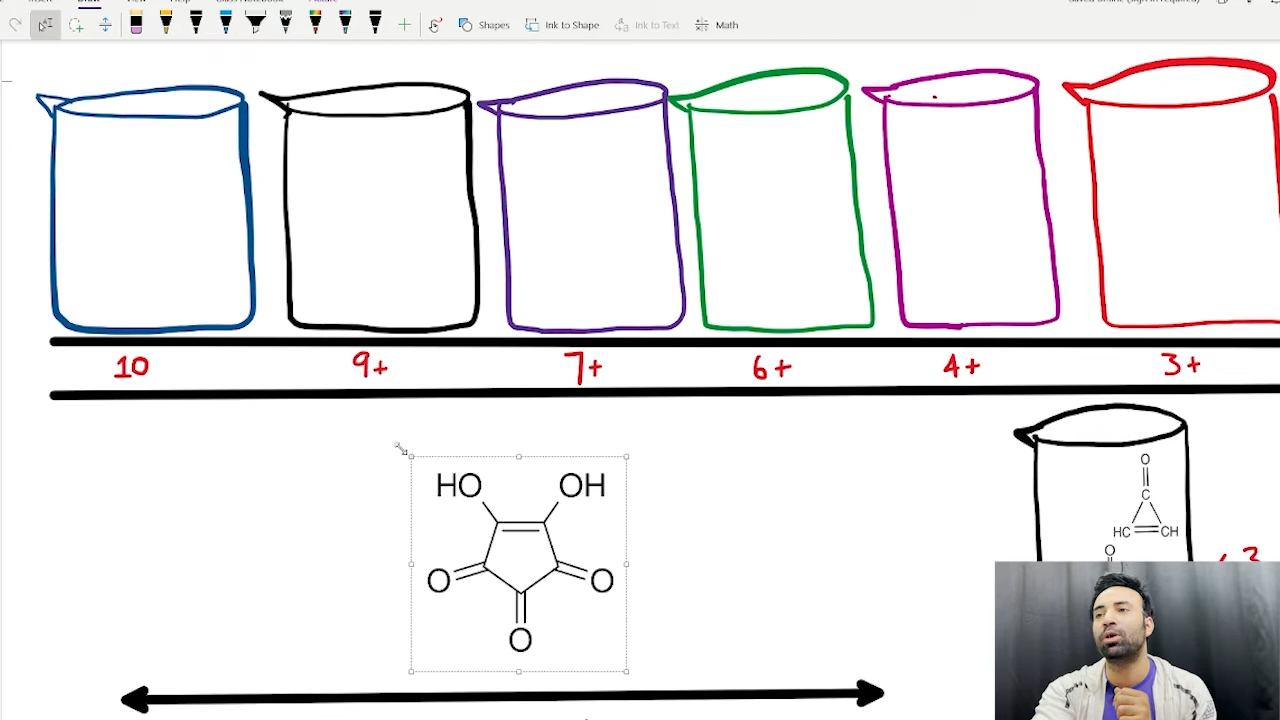 Shapes Ink to Shape Ink to Text Math
10 9+ 7+ 6+ 4+ 3+
HO OH
O O
O
O
C
HC CH
O